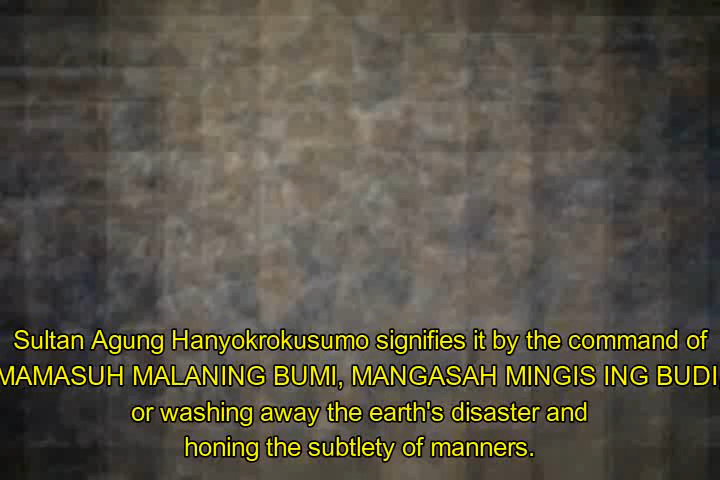 Sultan Agung Hanyokrokusumo signifies it by the command of
MAMASUH MALANING BUMI, MANGASAH MINGIS ING BUDI
or washing away the earth's disaster and
honing the subtlety of manners.